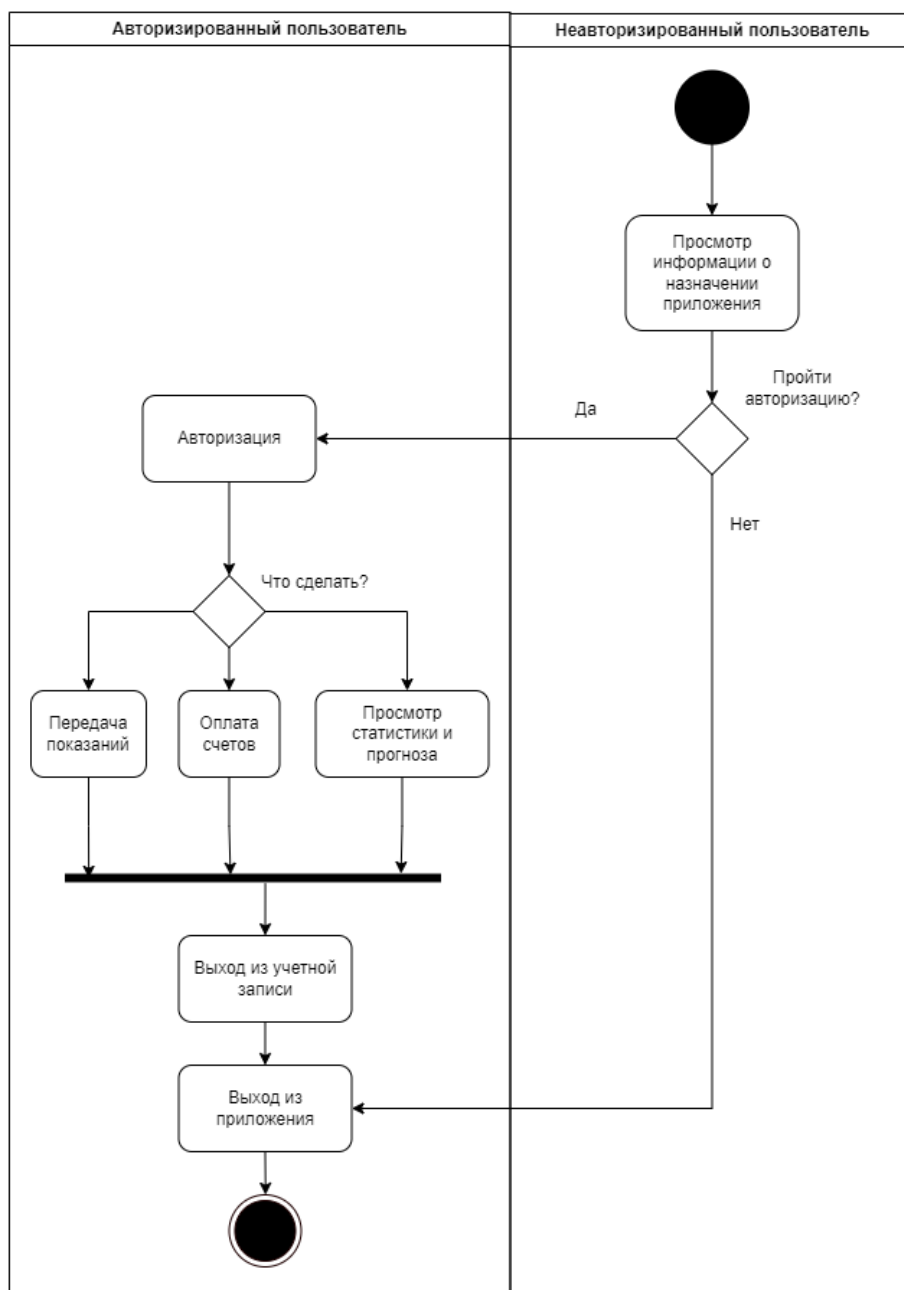 Авторизированный пользователь
Неавторизированный пользователь
Просмотр
информации о
назначении
приложения
Пройти
авторизацию?
Да
Авторизация
Нет
Что сделать?
Передача
показаний
Оплата
счетов
Просмотр
статистики и
прогноза
Выход из учетной
записи
Выход из
приложения